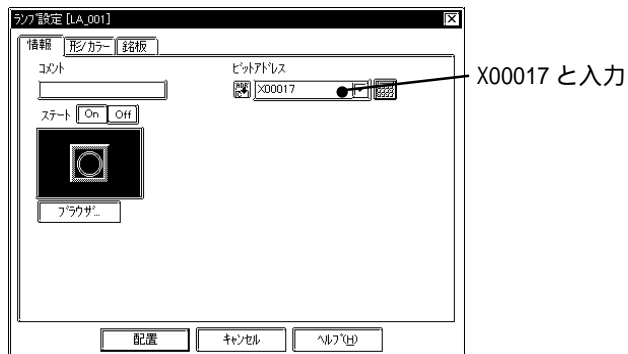 ランプ設定 [LA_001]
情報 形/カラー 銘板
コメント
ビットアドレス
X00017
X00017 と入力
ステート On Off
ブラウザ...
配置 キャンセル ヘルプ(H)